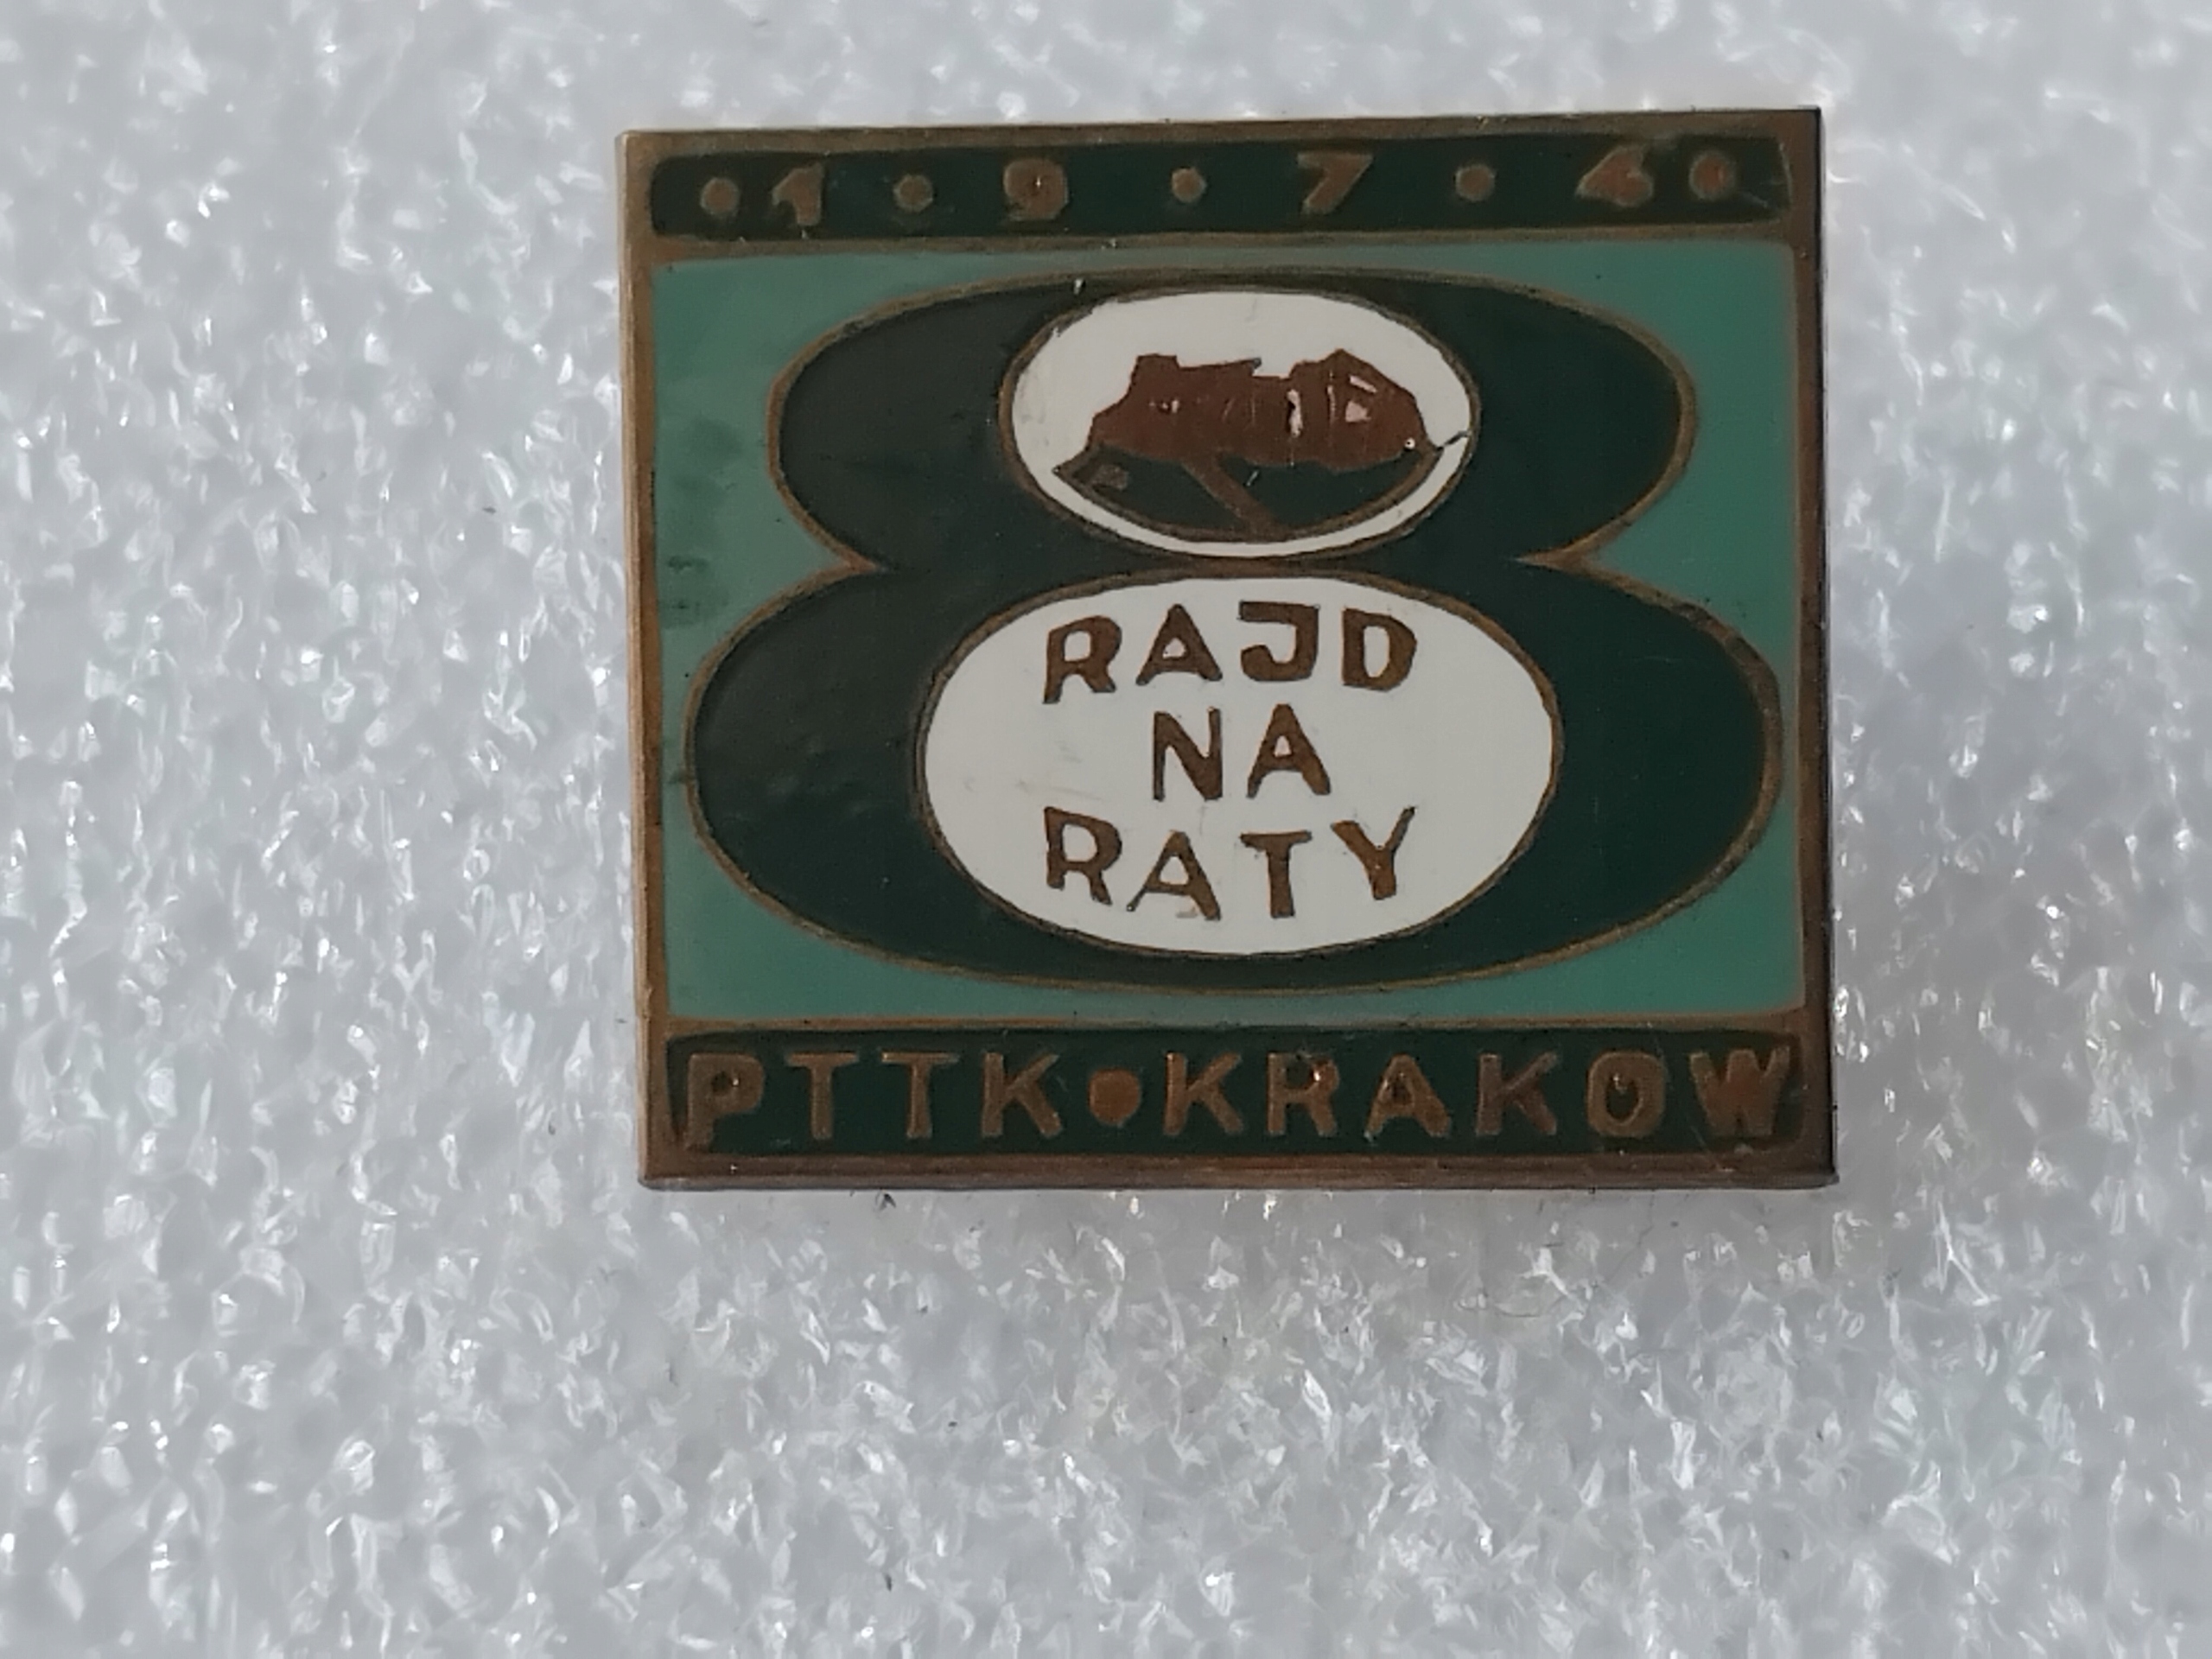 •1•9•7•4•
8
RAJD
NA
RATY
PTTK•KRAKOW